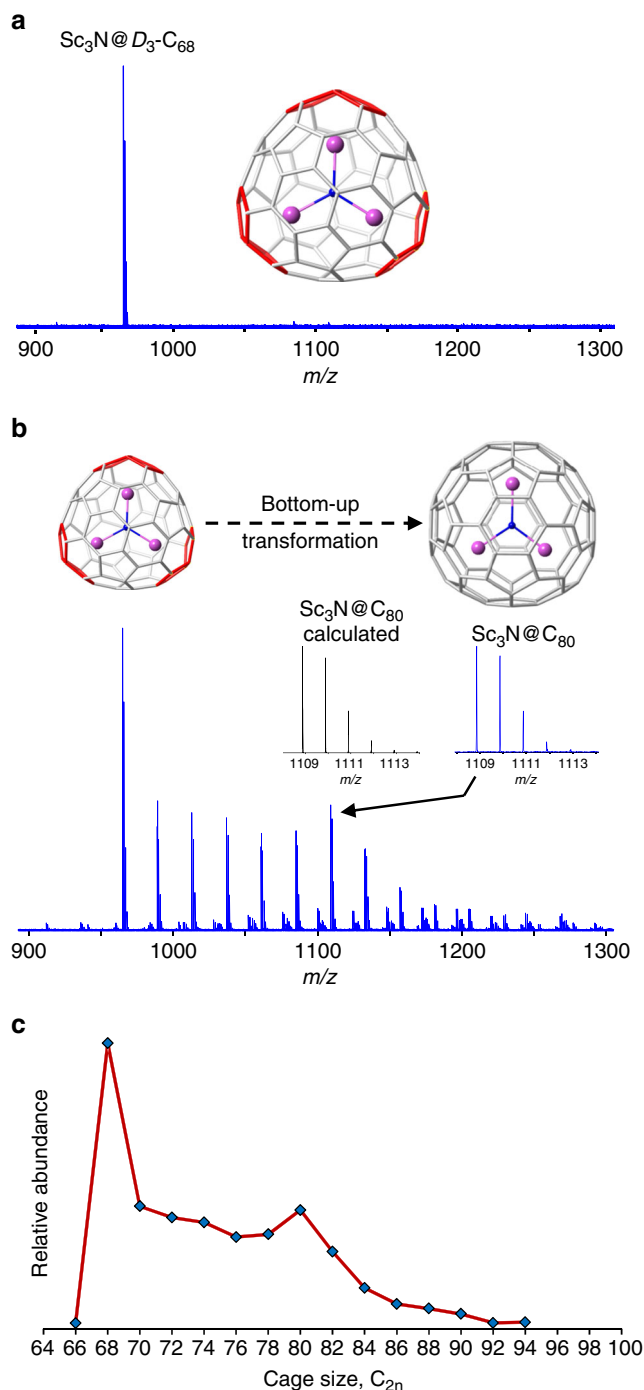 a
Sc₃N@D₃-C₆₈
900 1000 1100 1200 1300
m/z
b
Bottom-up
transformation
Sc₃N@C₈₀
calculated
Sc₃N@C₈₀
1109 1111 1113
m/z
1109 1111 1113
m/z
900 1000 1100 1200 1300
m/z
c
Relative abundance
64 66 68 70 72 74 76 78 80 82 84 86 88 90 92 94 96 98 100
Cage size, C₂ₙ